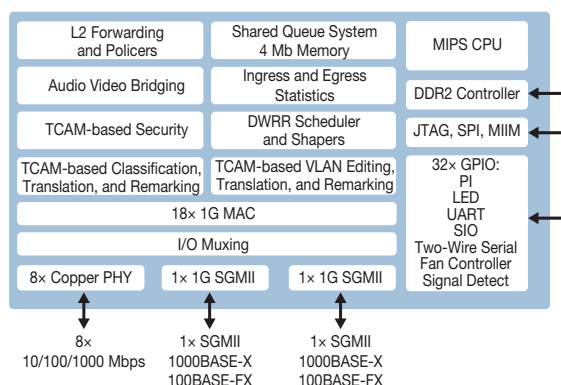 L2 Forwarding
and Policers
Shared Queue System
4 Mb Memory
MIPS CPU
Audio Video Bridging
Ingress and Egress
Statistics
DDR2 Controller
TCAM-based Security
DWRR Scheduler
and Shapers
JTAG, SPI, MIIM
TCAM-based Classification,
Translation, and Remarking
TCAM-based VLAN Editing,
Translation, and Remarking
32× GPIO:
PI
LED
UART
SIO
Two-Wire Serial
Fan Controller
Signal Detect
18× 1G MAC
I/O Muxing
8× Copper PHY
1× 1G SGMII
1× 1G SGMII
8×
10/100/1000 Mbps
1× SGMII
1000BASE-X
100BASE-FX
1× SGMII
1000BASE-X
100BASE-FX